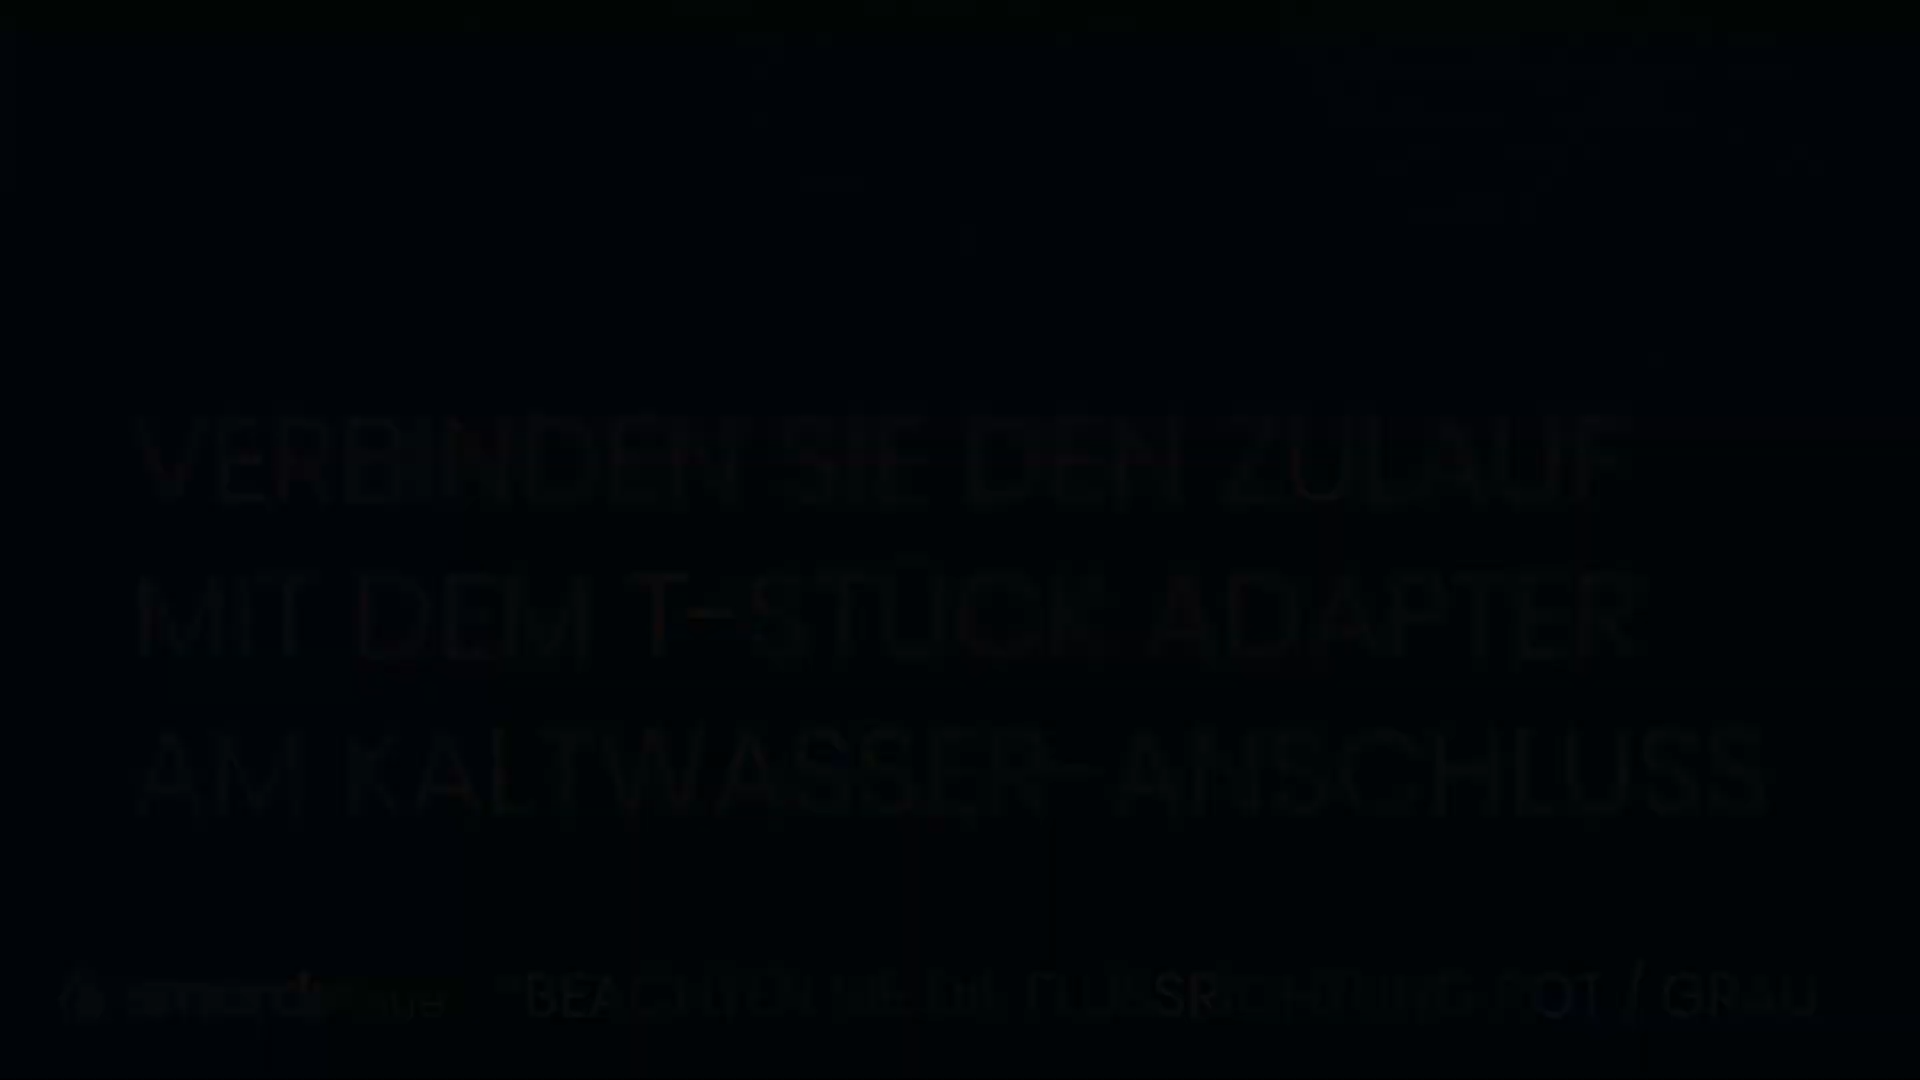 VERBINDEN SIE DEN ZULAUF
MIT DEM T-STÜCK ADAPTER
AM KALTWASSER-ANSCHLUSS
*BEACHTEN SIE DIE FLUSSRICHTUNG ROT / GRAU